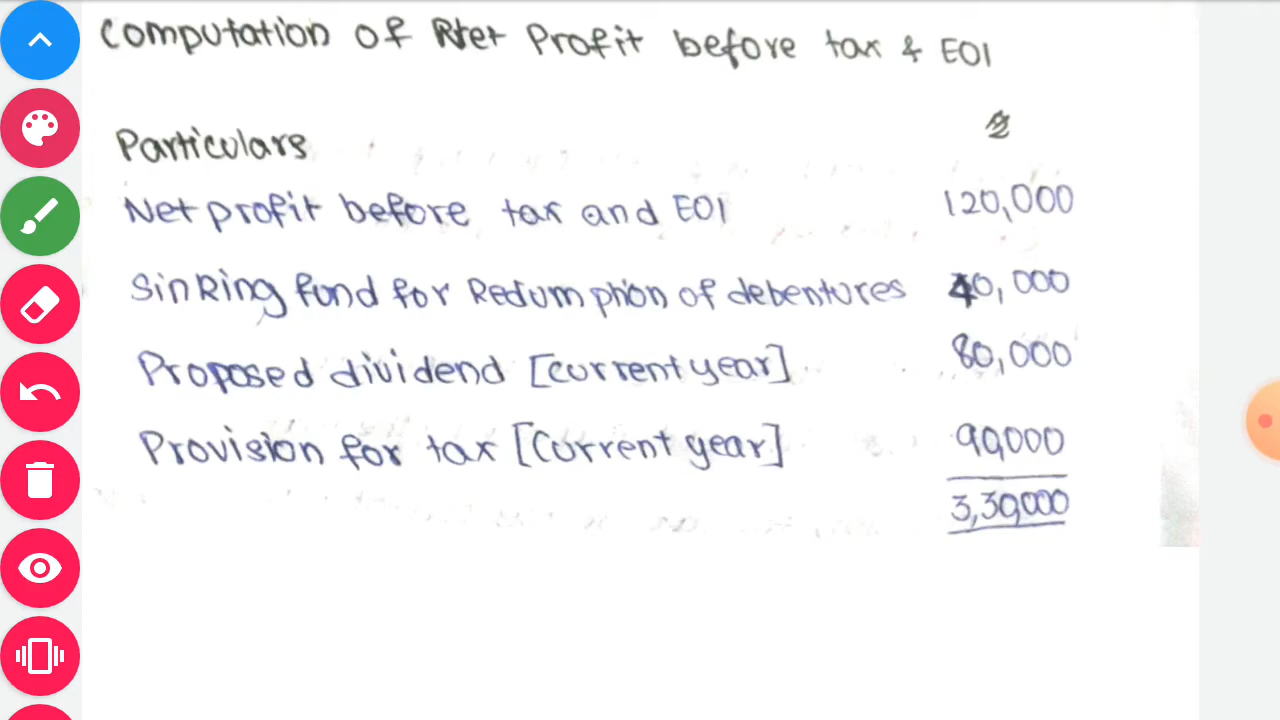 Computation of Net Profit before tax & EOI
Particulars
Net profit before tax and EOI 120,000
Sinking fund for Redumption of debentures 40,000
Proposed dividend [current year] 80,000
Provision for tax [Current year] 90,000
3,30,000